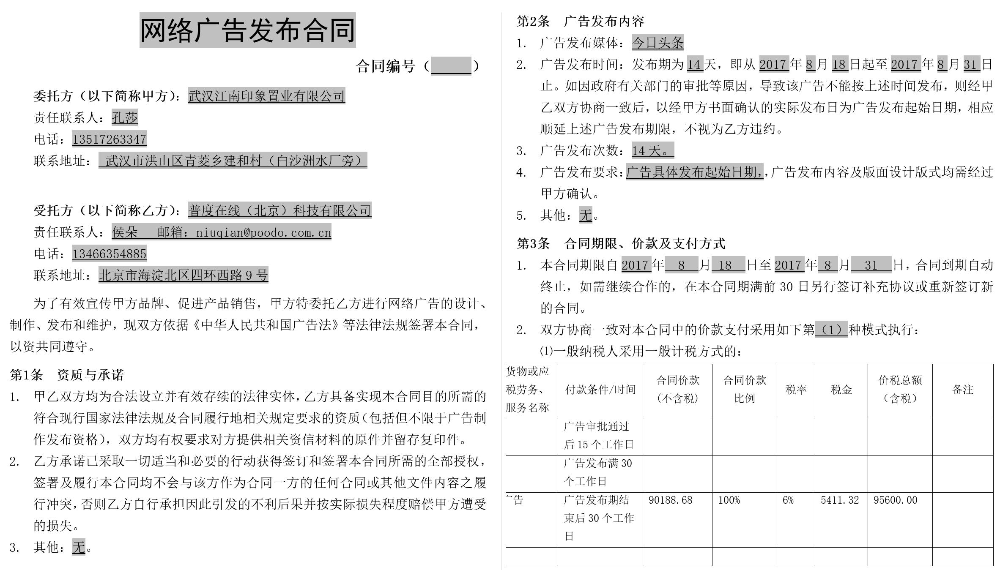 网络广告发布合同
合同编号（      ）
委托方（以下简称甲方）：武汉江南印象置业有限公司
责任联系人：孔莎
电话：13517263347
联系地址： 武汉市洪山区青菱乡建和村（白沙洲水厂旁）
受托方（以下简称乙方）：普度在线（北京）科技有限公司
责任联系人：侯朵   邮箱：niuqian@poodo.com.cn
电话：13466354885
联系地址：北京市海淀北区四环西路9号
为了有效宣传甲方品牌、促进产品销售，甲方特委托乙方进行网络广告的设计、
制作、发布和维护，现双方依据《中华人民共和国广告法》等法律法规签署本合同，
以资共同遵守。
第1条 资质与承诺
1. 甲乙双方均为合法设立并有效存续的法律实体，乙方具备实现本合同目的所需的
符合现行国家法律法规及合同履行地相关规定要求的资质（包括但不限于广告制
作发布资格），双方均有权要求对方提供相关资信材料的原件并留存复印件。
2. 乙方承诺已采取一切适当和必要的行动获得签订和签署本合同所需的全部授权，
签署及履行本合同均不会与该方作为合同一方的任何合同或其他文件内容之履
行冲突，否则乙方自行承担因此引发的不利后果并按实际损失程度赔偿甲方遭受
的损失。
3. 其他：无。
第2条 广告发布内容
1. 广告发布媒体：今日头条
2. 广告发布时间：发布期为14天，即从2017年8月18日起至2017年8月31日
止。如因政府有关部门的审批等原因，导致该广告不能按上述时间发布，则经甲
乙双方协商一致后，以经甲方书面确认的实际发布日为广告发布起始日期，相应
顺延上述广告发布期限，不视为乙方违约。
3. 广告发布次数：14天。
4. 广告发布要求：广告具体发布起始日期，，广告发布内容及版面设计版式均需经过
甲方确认。
5. 其他：无。
第3条 合同期限、价款及支付方式
1. 本合同期限自2017年 8 月 18 日至2017年 8 月 31 日，合同到期自动
终止，如需继续合作的，在本合同期满前30日另行签订补充协议或重新签订新
的合同。
2. 双方协商一致对本合同中的价款支付采用如下第（1）种模式执行：
⑴一般纳税人采用一般计税方式的：
货物或应税劳务、服务名称 付款条件/时间 合同价款（不含税） 合同价款比例 税率 税金 价税总额（含税） 备注
广告审批通过后15个工作日
广告发布满30个工作日
广告 广告发布期结束后30个工作日 90188.68 100% 6% 5411.32 95600.00